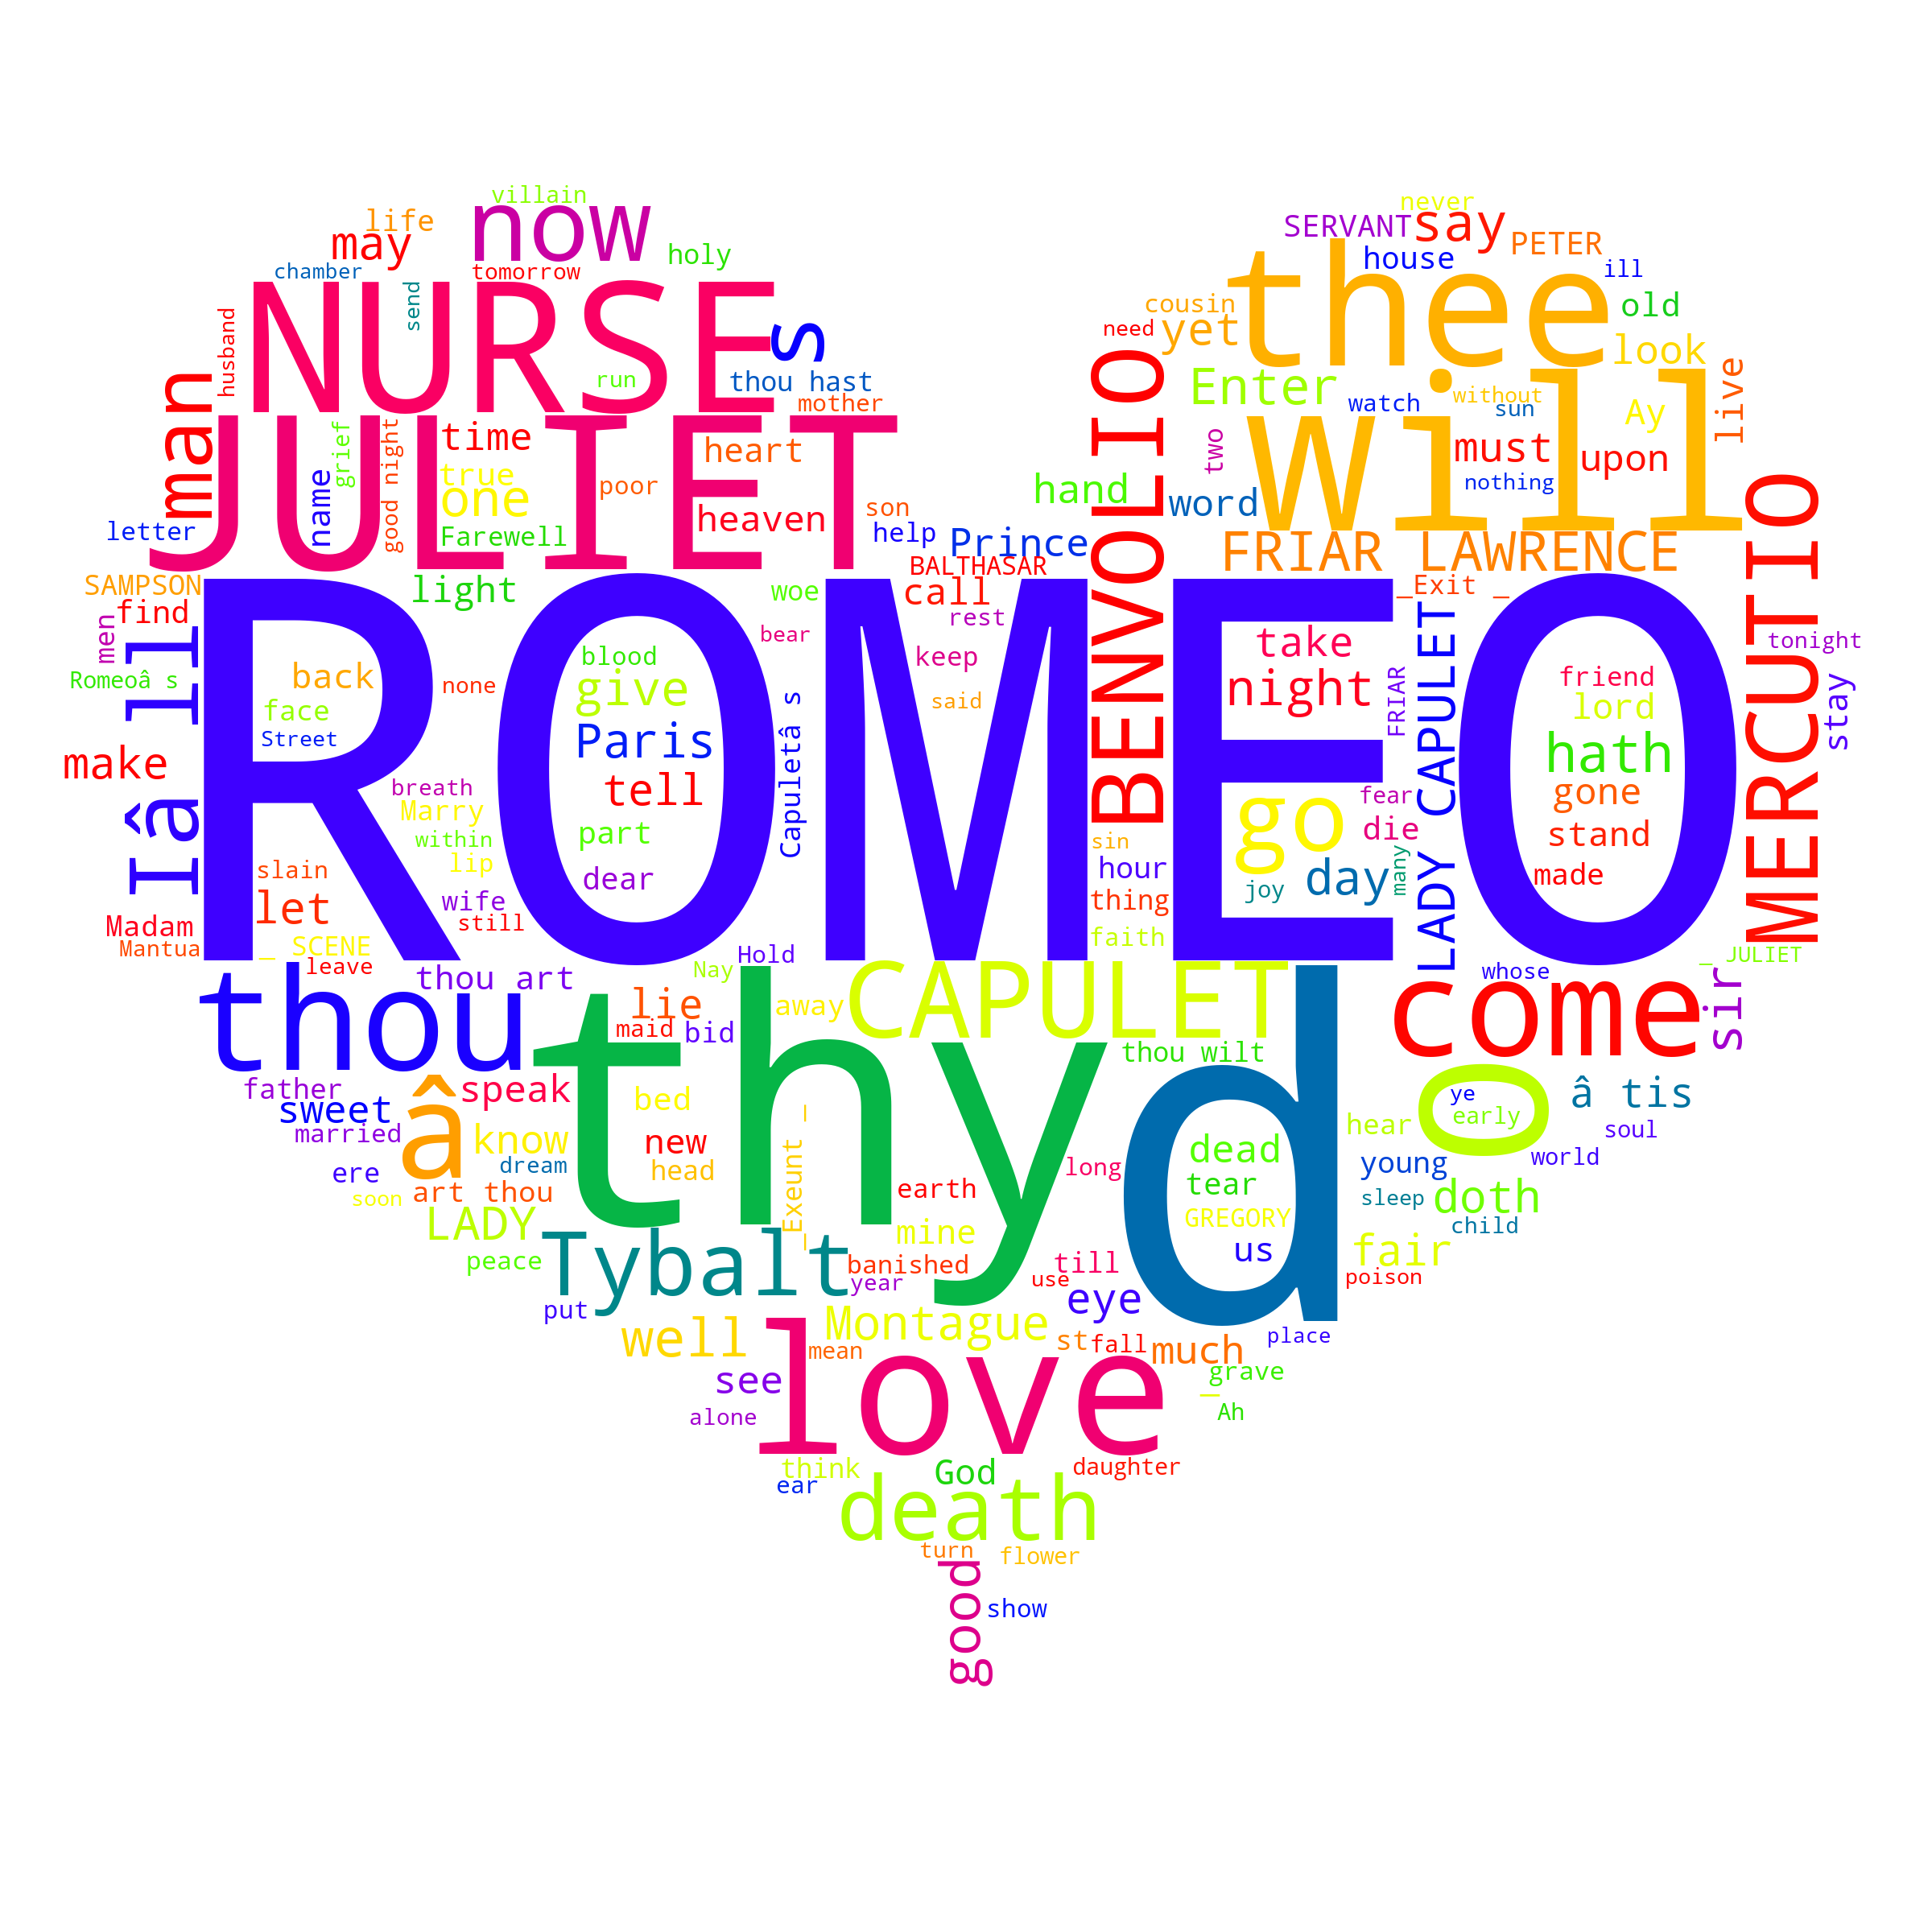 villain
never
life
now
SERVANT
say
may
holy
PETER
house
chamber
tomorrow
thee
ill
send
NURSE
cousin
old
husband
s
need
yet
look
run
thou hast
Enter
without
live
man
mother
watch
sun
Ay
JULIET
grief
good night
time
heart
BENVOLIO
two
will
must
upon
true
one
poor
hand
word
nothing
MERCUTIO
name
letter
Farewell
heaven
son
help
Prince
FRIAR LAWRENCE
BALTHASAR
SAMPSON
light
woe
call
_Exit _
find
men
ROMEO
rest
bear
take
LADY CAPULET
tonight
Iâ ll
Romeoâ s
back
none
blood
give
keep
night
FRIAR
friend
lord
stay
face
Street
Paris
Capuletâ s
said
hath
make
breath
tell
go
fear
gone
Marry
part
within
sin
die
stand
slain
lip
dear
hour
joy
day
many
made
let
wife
thing
Madam
still
Mantua
_ SCENE
faith
leave
Hold
_ JULIET
thou
thou art
Nay
CAPULET
whose
come
sir
lie
away
maid
bid
thy
d
thou wilt
father
â
speak
bed
o
ye
â tis
sweet
early
married
know
new
hear
soul
dead
ere
dream
head
_Exeunt _
long
young
world
soon
art thou
earth
tear
sleep
doth
LADY
mine
GREGORY
child
peace
Tybalt
banished
till
us
fair
year
use
eye
poison
put
well
Montague
st
fall
much
place
mean
see
love
grave
_
alone
Ah
think
God
daughter
ear
death
turn
flower
good
show